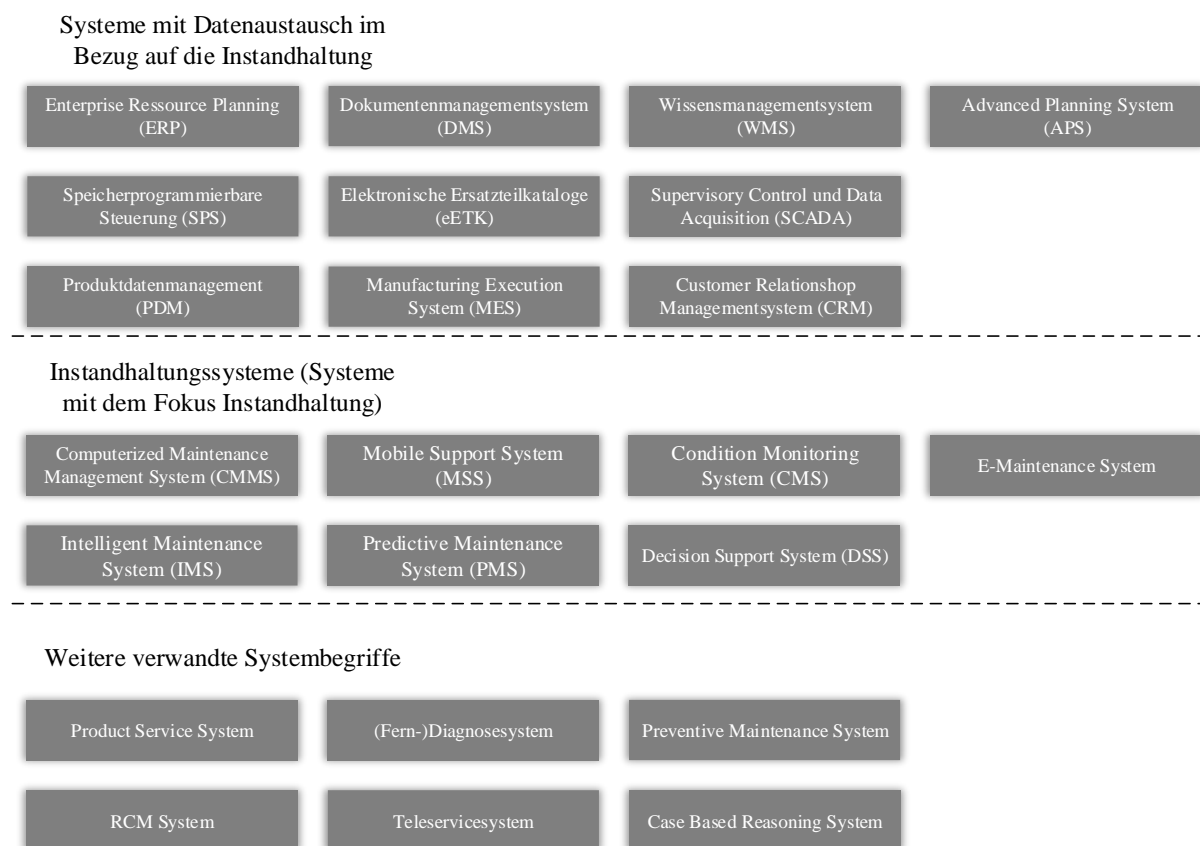 Systeme mit Datenaustausch im
Bezug auf die Instandhaltung
Enterprise Ressource Planning
(ERP)
Dokumentenmanagementsystem
(DMS)
Wissensmanagementsystem
(WMS)
Advanced Planning System
(APS)
Speicherprogrammierbare
Steuerung (SPS)
Elektronische Ersatzteilkataloge
(eETK)
Supervisory Control und Data
Acquisition (SCADA)
Produktdatenmanagement
(PDM)
Manufacturing Execution
System (MES)
Customer Relationshop
Managementsystem (CRM)
Instandhaltungssysteme (Systeme
mit dem Fokus Instandhaltung)
Computerized Maintenance
Management System (CMMS)
Mobile Support System
(MSS)
Condition Monitoring
System (CMS)
E-Maintenance System
Intelligent Maintenance
System (IMS)
Predictive Maintenance
System (PMS)
Decision Support System (DSS)
Weitere verwandte Systembegriffe
Product Service System
(Fern-)Diagnosesystem
Preventive Maintenance System
RCM System
Teleservicesystem
Case Based Reasoning System